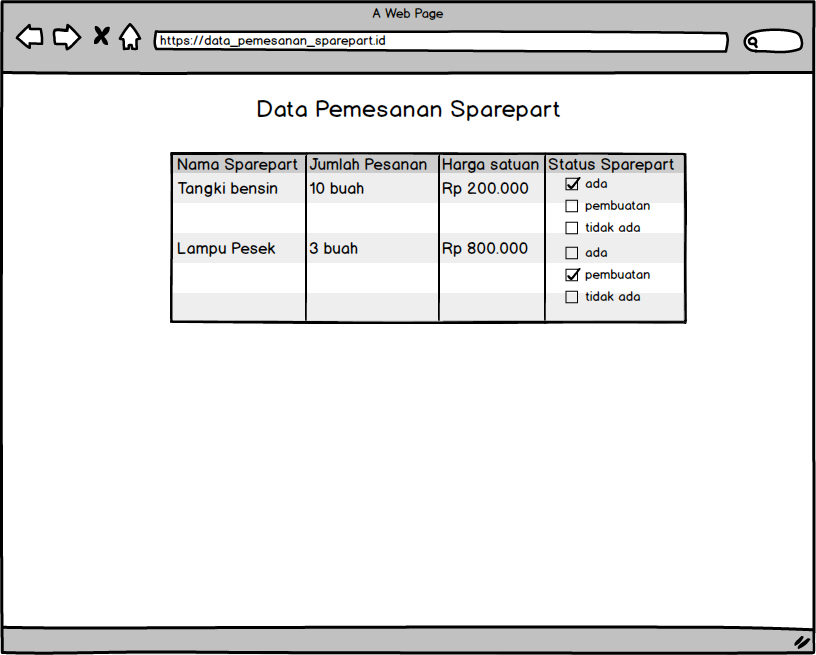 A Web Page
https://data_pemesanan_sparepart.id
Data Pemesanan Sparepart
Nama Sparepart Jumlah Pesanan Harga satuan Status Sparepart
Tangki bensin 10 buah Rp 200.000 ada
pembuatan
tidak ada
Lampu Pesek 3 buah Rp 800.000 ada
pembuatan
tidak ada